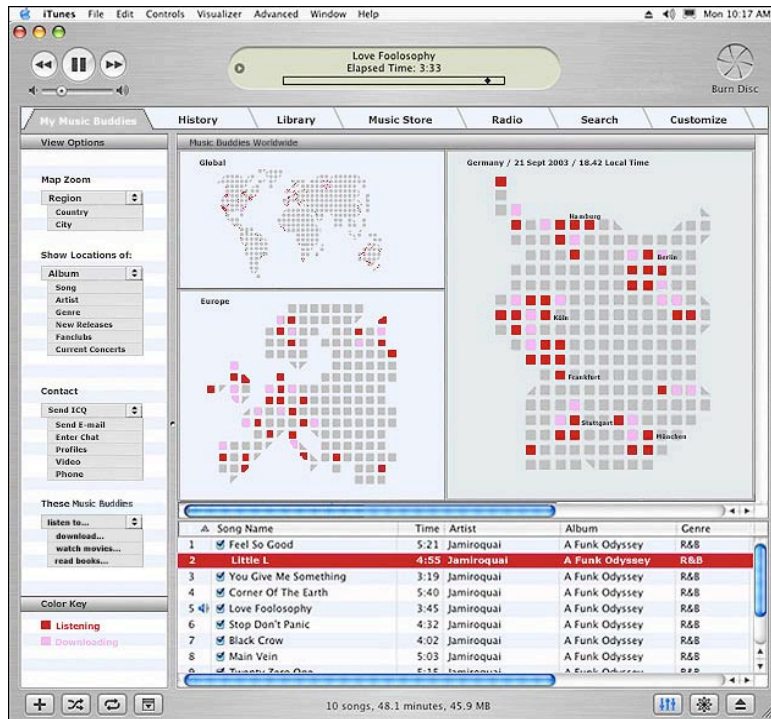 iTunes File Edit Controls Visualizer Advanced Window Help Mon 10:17 AM
Love Foolosophy
Elapsed Time: 3:33
Burn Disc
My Music Buddies History Library Music Store Radio Search Customize
View Options
Map Zoom
Region
Country
City
Show Locations of:
Album
Song
Artist
Genre
New Releases
Fanclubs
Current Concerts
Contact
Send ICQ
Send E-mail
Enter Chat
Profiles
Video
Phone
These Music Buddies
listen to...
download...
watch movies...
read books...
Color Key
Listening
Downloading
Music Buddies Worldwide
Global
Europe
Germany / 21 Sept 2003 / 18.42 Local Time
Hamburg
Berlin
Köln
Frankfurt
Stuttgart
München
Song Name Time Artist Album Genre
1 Feel So Good 5:21 Jamiroquai A Funk Odyssey R&B
2 Little L 4:55 Jamiroquai A Funk Odyssey R&B
3 You Give Me Something 3:19 Jamiroquai A Funk Odyssey R&B
4 Corner Of The Earth 5:40 Jamiroquai A Funk Odyssey R&B
5 Love Foolosophy 3:45 Jamiroquai A Funk Odyssey R&B
6 Stop Don't Panic 4:32 Jamiroquai A Funk Odyssey R&B
7 Black Crow 4:02 Jamiroquai A Funk Odyssey R&B
8 Main Vein 5:03 Jamiroquai A Funk Odyssey R&B
9 Twenty Zero One 5:15 Jamiroquai A Funk Odyssey R&B
10 songs, 48.1 minutes, 45.9 MB